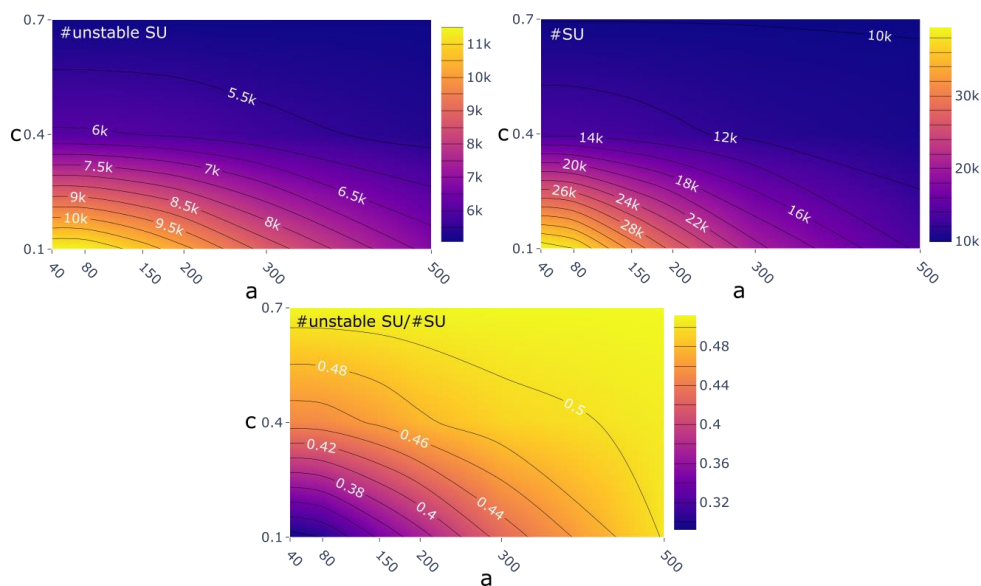 #unstable SU
0.7
0.4
0.1
c
5.5k
6k
7k
7.5k
6.5k
9k
8.5k
8k
10k
9.5k
40
80
150
200
300
500
a
11k
10k
9k
8k
7k
6k
#SU
0.7
0.4
0.1
c
10k
14k
12k
20k
18k
26k
24k
16k
22k
28k
40
80
150
200
300
500
a
30k
20k
10k
#unstable SU/#SU
0.7
0.4
0.1
c
0.48
0.5
0.46
0.42
0.38
0.44
0.4
40
80
150
200
300
500
a
0.48
0.44
0.4
0.36
0.32